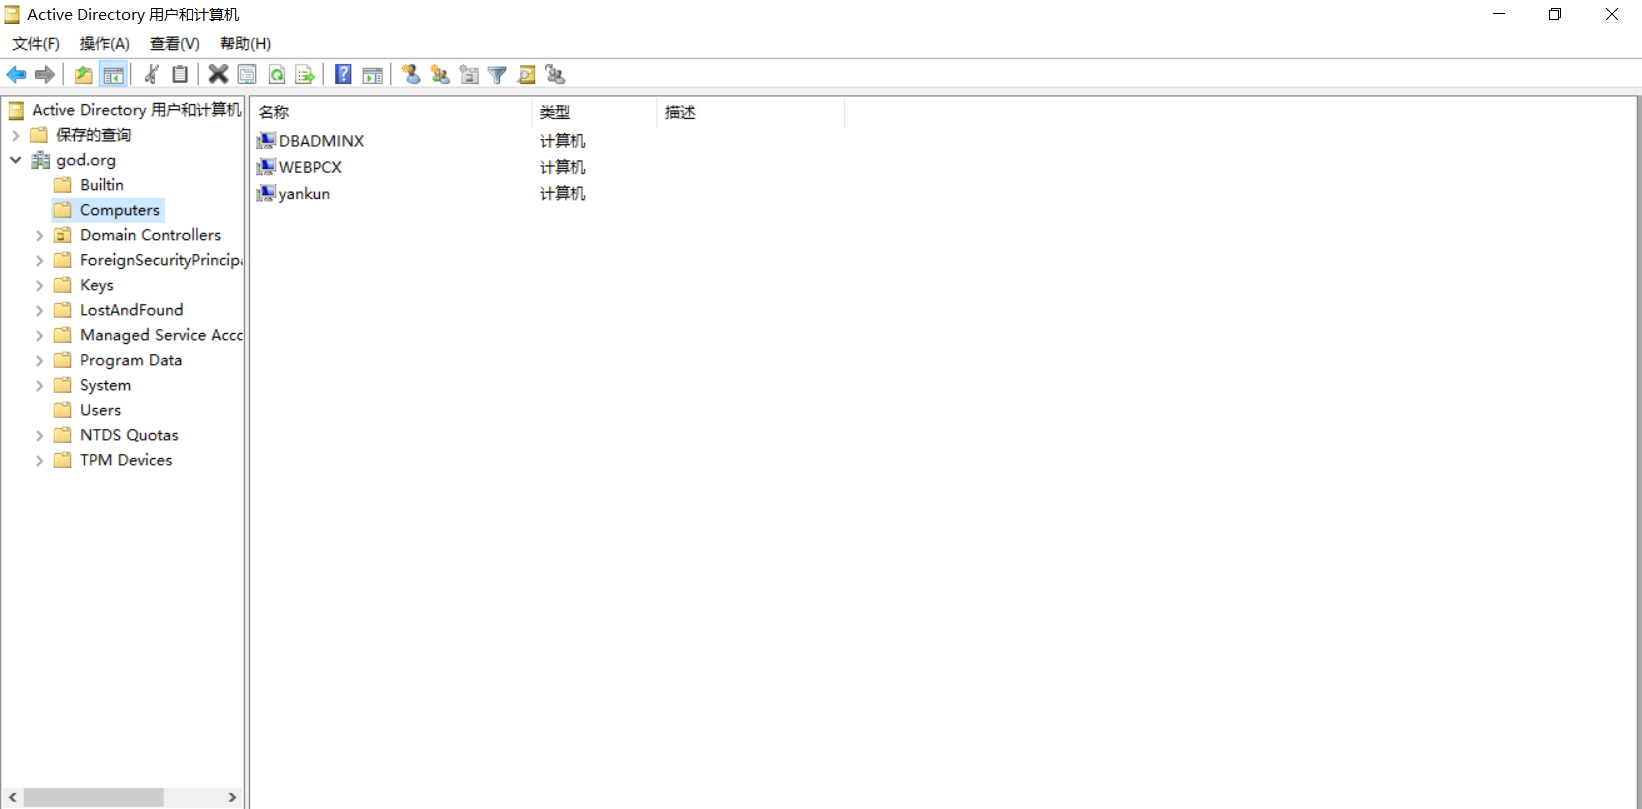 Active Directory 用户和计算机
文件(F) 操作(A) 查看(V) 帮助(H)
Active Directory 用户和计算机
保存的查询
god.org
Builtin
Computers
Domain Controllers
ForeignSecurityPrincipa
Keys
LostAndFound
Managed Service Acco
Program Data
System
Users
NTDS Quotas
TPM Devices
名称 类型 描述
DBADMINX 计算机
WEBPCX 计算机
yankun 计算机